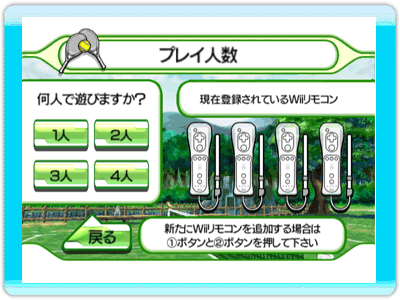 プレイ人数
何人で遊びますか?
1人
2人
3人
4人
現在登録されているWiiリモコン
戻る
新たにWiiリモコンを追加する場合は
①ボタンと②ボタンを押して下さい